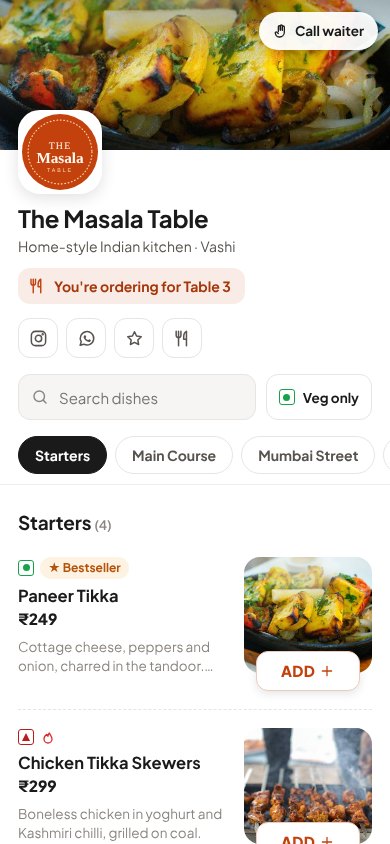 Call waiter
THE
Masala
TABLE
The Masala Table
Home-style Indian kitchen · Vashi
You're ordering for Table 3
Search dishes
Veg only
Starters
Main Course
Mumbai Street
Starters (4)
★ Bestseller
Paneer Tikka
₹249
Cottage cheese, peppers and
onion, charred in the tandoor....
ADD +
Chicken Tikka Skewers
₹299
Boneless chicken in yoghurt and
Kashmiri chilli, grilled on coal.
ADD +